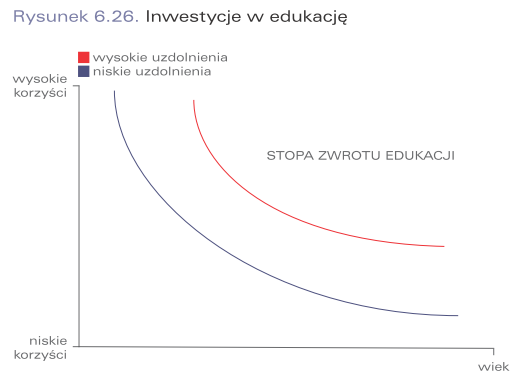 Rysunek 6.26. Inwestycje w edukację
wysokie uzdolnienia
niskie uzdolnienia
wysokie
korzyści
STOPA ZWROTU EDUKACJI
niskie
korzyści
wiek